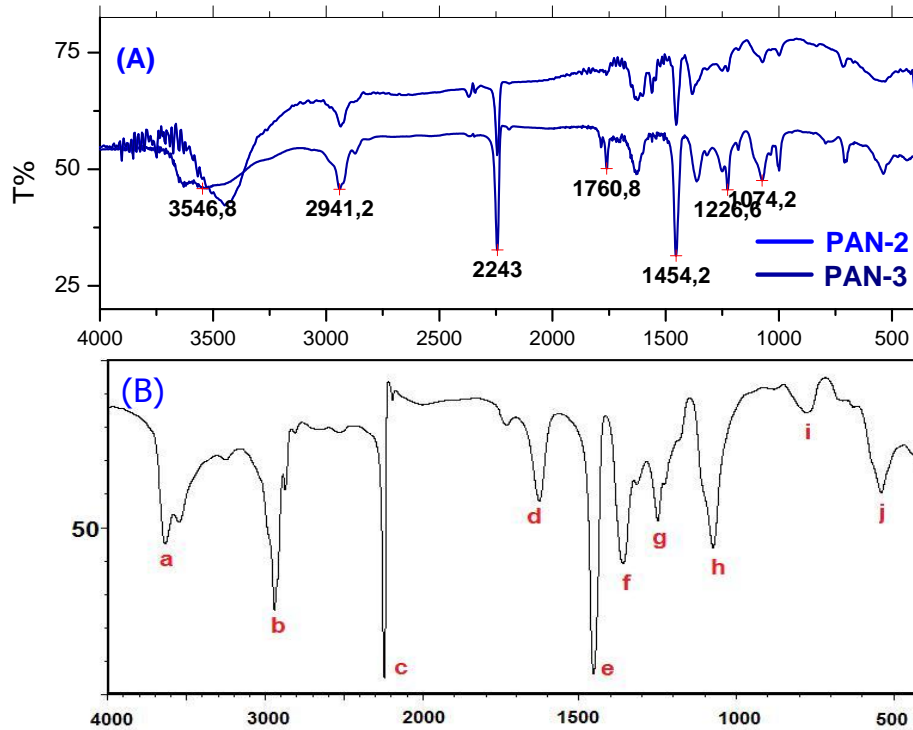 (A)
T%
75
50
25
3546,8
2941,2
2243
1760,8
1454,2
1226,6
1074,2
PAN-2
PAN-3
4000 3500 3000 2500 2000 1500 1000 500
(B)
50
a
b
c
d
e
f
g
h
i
j
4000 3000 2000 1500 1000 500